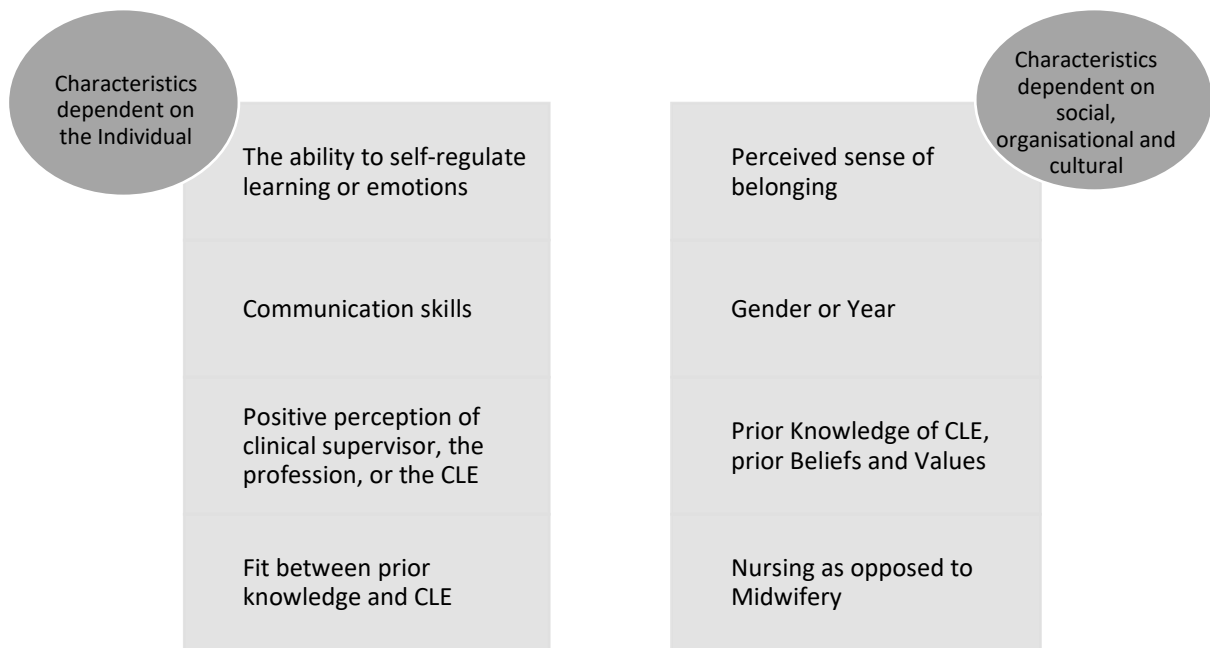 Characteristics
dependent on
the Individual
The ability to self-regulate
learning or emotions
Communication skills
Positive perception of
clinical supervisor, the
profession, or the CLE
Fit between prior
knowledge and CLE
Characteristics
dependent on
social,
organisational and
cultural
Perceived sense of
belonging
Gender or Year
Prior Knowledge of CLE,
prior Beliefs and Values
Nursing as opposed to
Midwifery